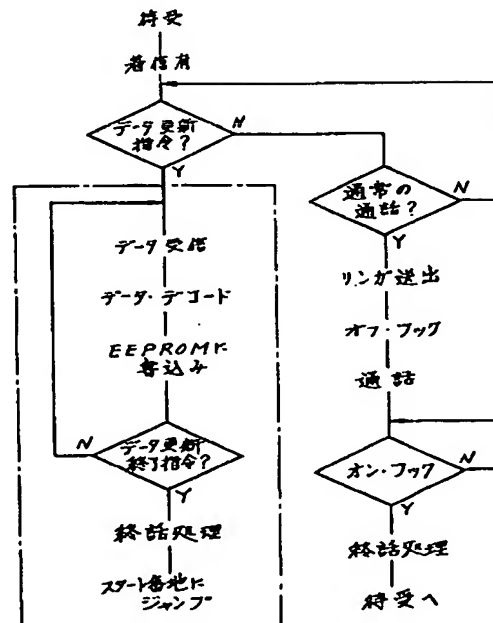 待受
着信有
データ更新
指令?
N
Y
通常の
通話?
N
Y
データ受信
データ・デコード
EEPROMに
書込み
リンガ送出
オフ・フック
通話
データ更新
終了指令?
N
Y
オン・フック
N
Y
終話処理
スタート番地に
ジャンプ
終話処理
待受へ